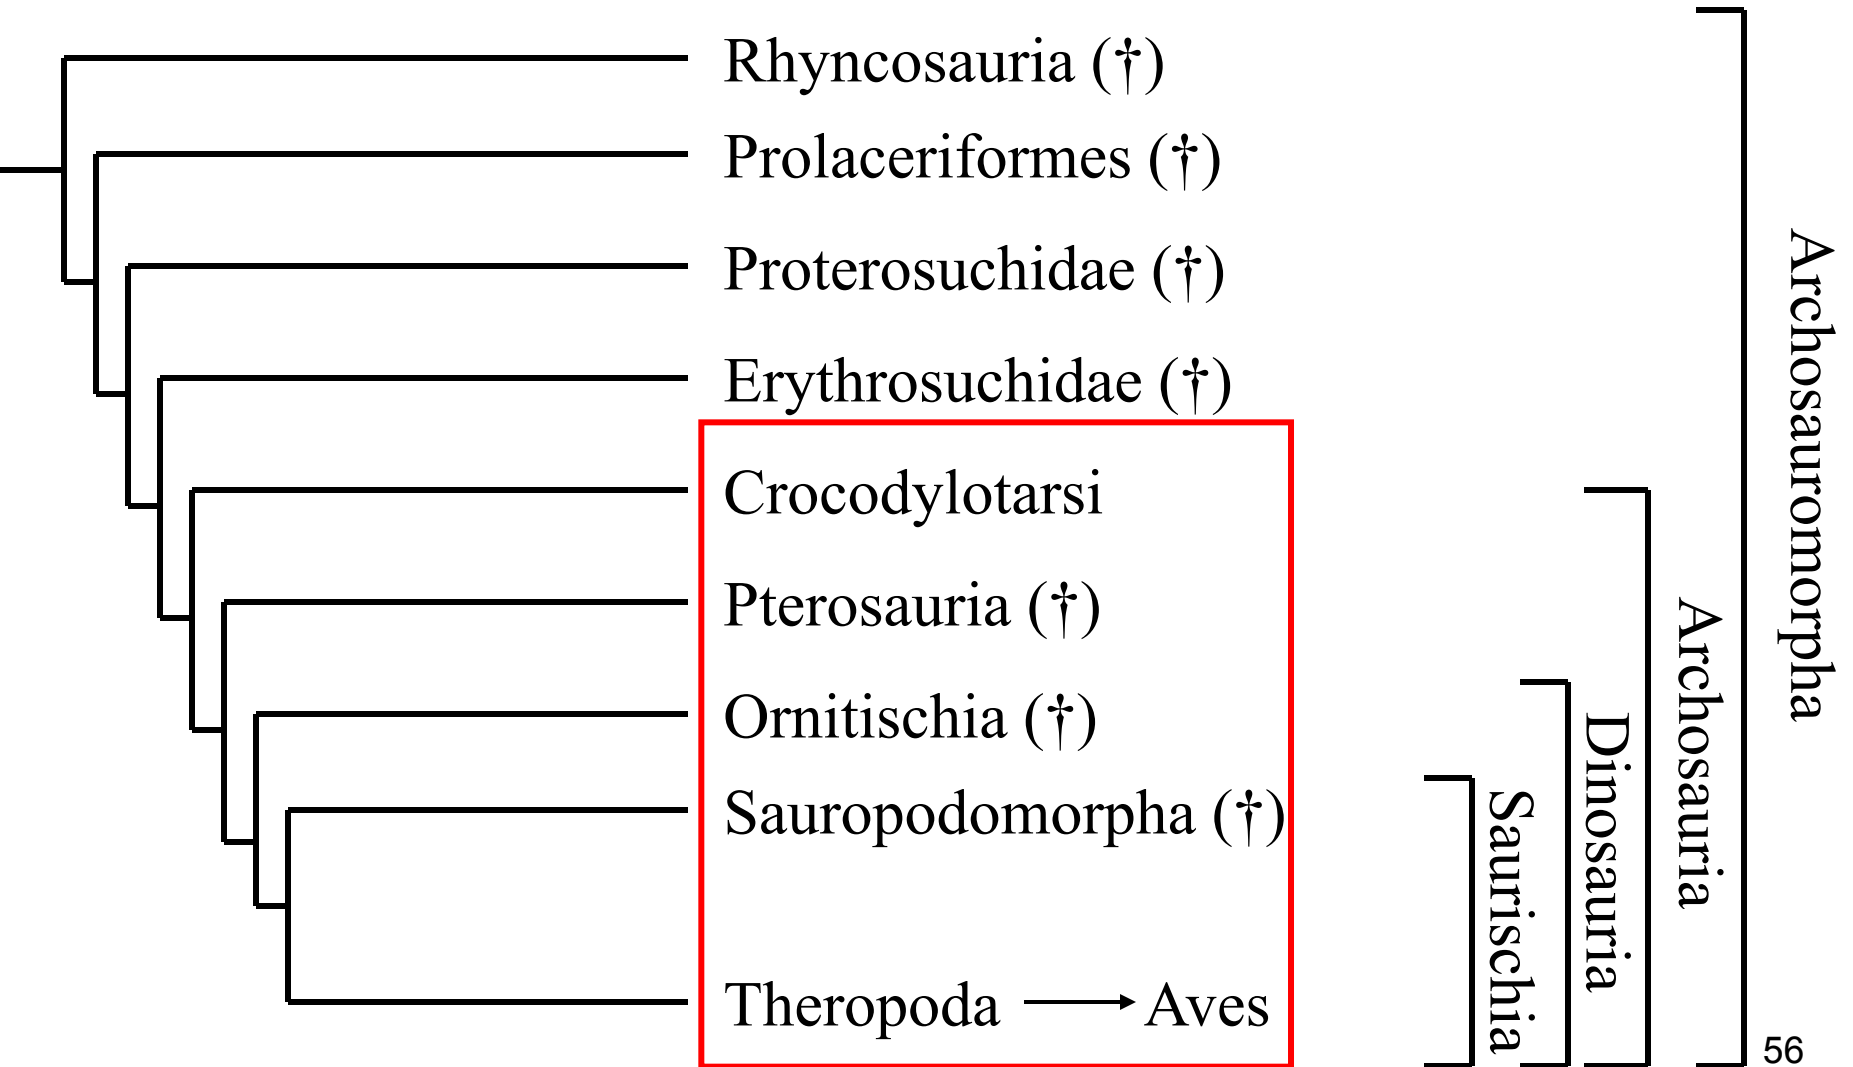 Rhyncosauria (†)
Prolaceriformes (†)
Proterosuchidae (†)
Erythrosuchidae (†)
Crocodylotarsi
Pterosauria (†)
Ornitischia (†)
Sauropodomorpha (†)
Theropoda → Aves
Saurischia
Dinosauria
Archosauria
Archosauromorpha
56